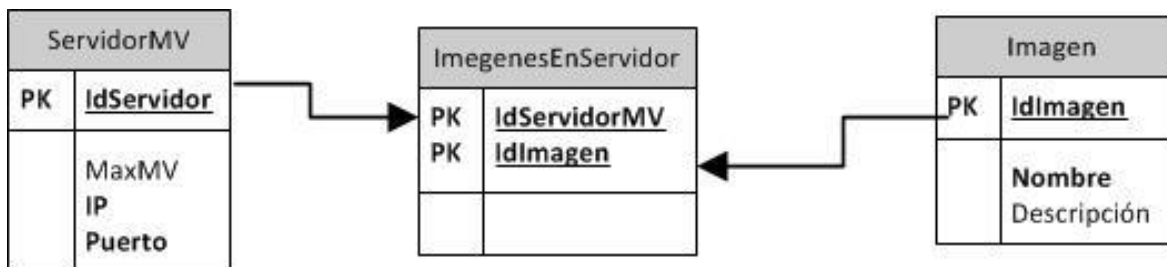 ServidorMV
PK IdServidor
MaxMV
IP
Puerto
ImegenesEnServidor
PK IdServidorMV
PK IdImagen
Imagen
PK IdImagen
Nombre
Descripción